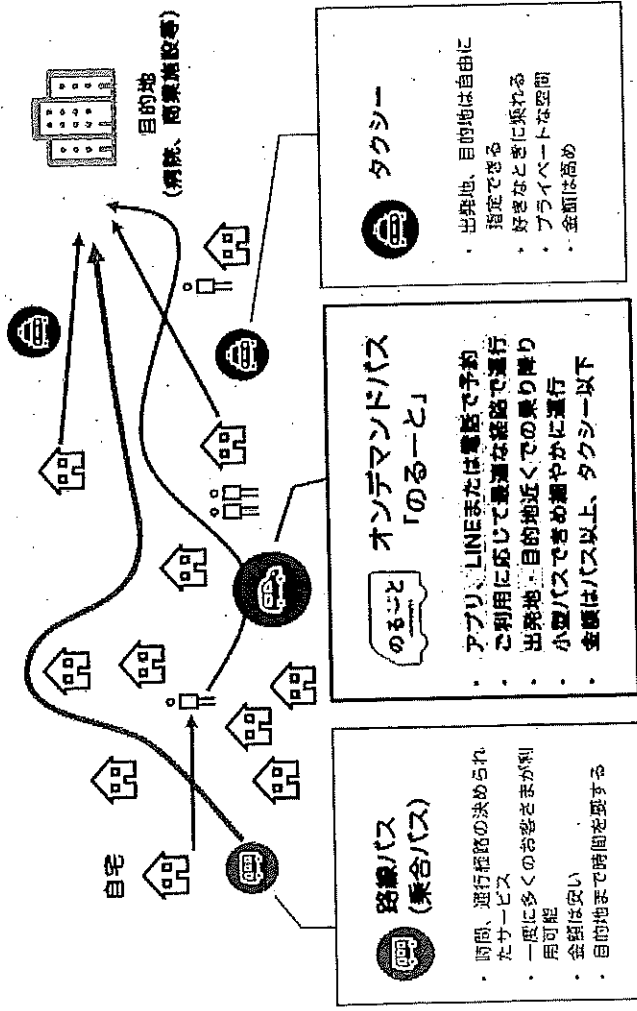 自宅
目的地
(病院、商業施設等)
路線バス
(乗合バス)
・時間、運行経路の決められ
たサービス
・一度に多くのお客さまが利
用可能
・金額は安い
・目的地まで時間を要する
のるーと
オンデマンドバス
「のるーと」
・アプリ、LINEまたは電話で予約
・ご利用に応じて最適な経路で運行
・出発地・目的地近くでの乗り降り
・小型バスできめ細やかに運行
・金額はバス以上、タクシー以下
タクシー
・出発地、目的地は自由に
指定できる
・好きなときに乗れる
・プライベートな空間
・金額は高め